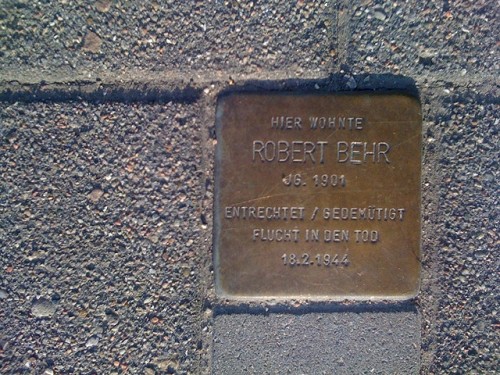 HIER WOHNTE
ROBERT BEHR
JG. 1901
ENTRECHTET / GEDEMÜTIGT
FLUCHT IN DEN TOD
18.2.1944